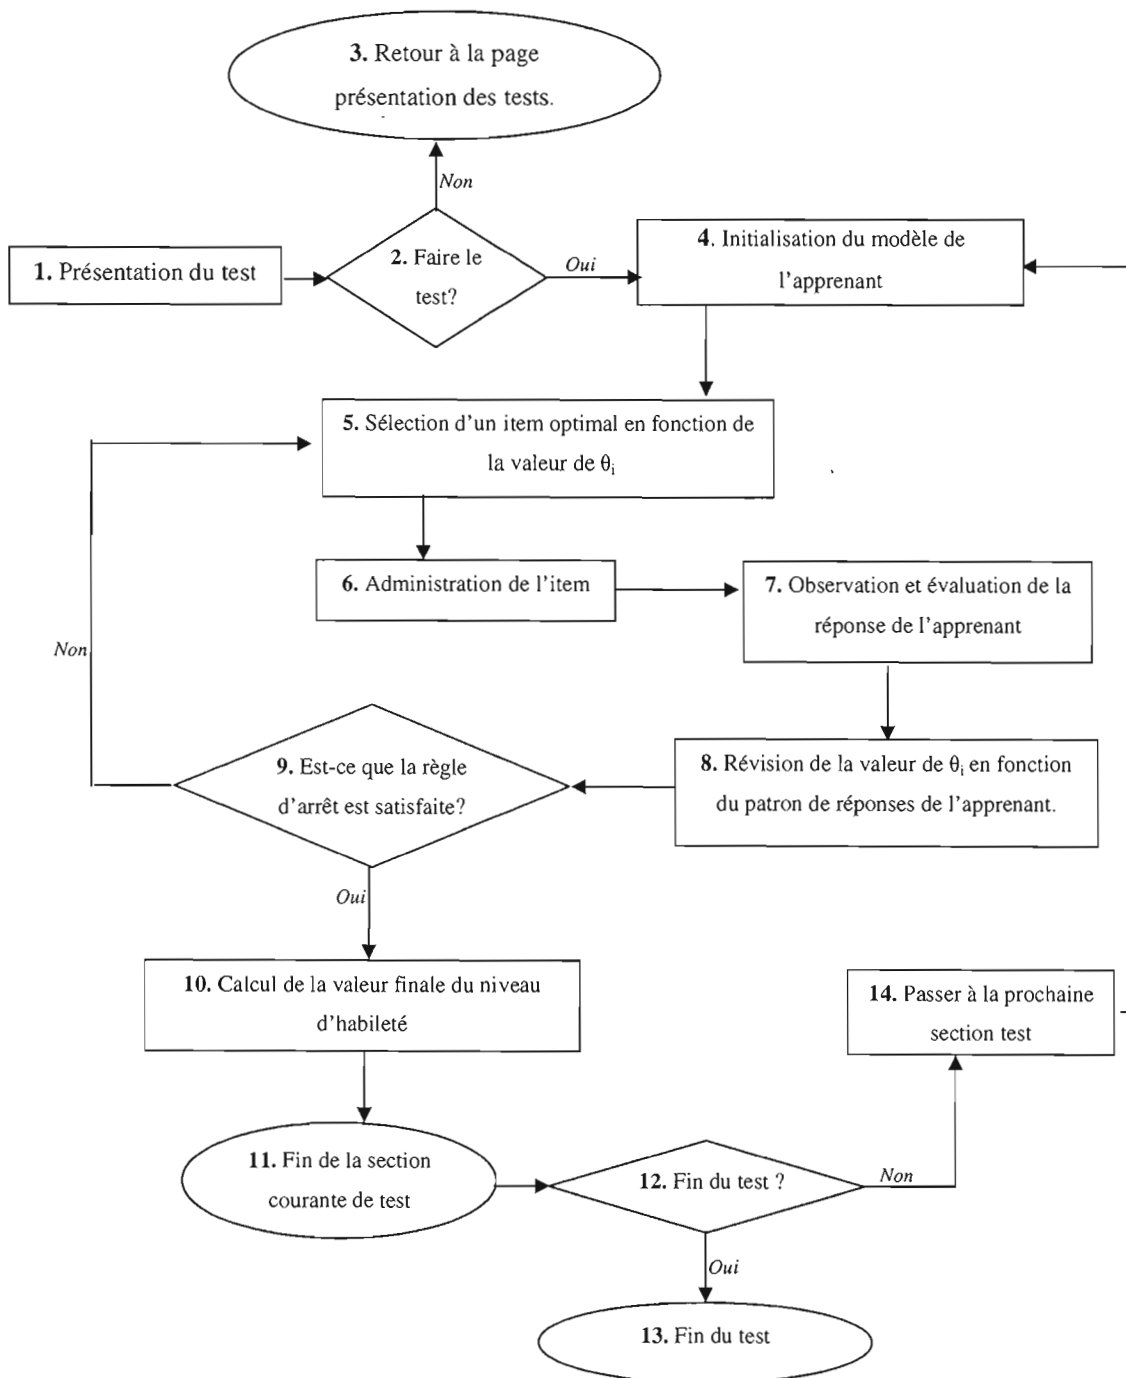 3. Retour à la page
présentation des tests.
Non
1. Présentation du test
2. Faire le
test?
Oui
4. Initialisation du modèle de
l'apprenant
5. Sélection d'un item optimal en fonction de
la valeur de θi
6. Administration de l'item
7. Observation et évaluation de la
réponse de l'apprenant
Non
8. Révision de la valeur de θi en fonction
du patron de réponses de l'apprenant.
9. Est-ce que la règle
d'arrêt est satisfaite?
Oui
10. Calcul de la valeur finale du niveau
d'habileté
14. Passer à la prochaine
section test
11. Fin de la section
courante de test
12. Fin du test ?
Non
Oui
13. Fin du test